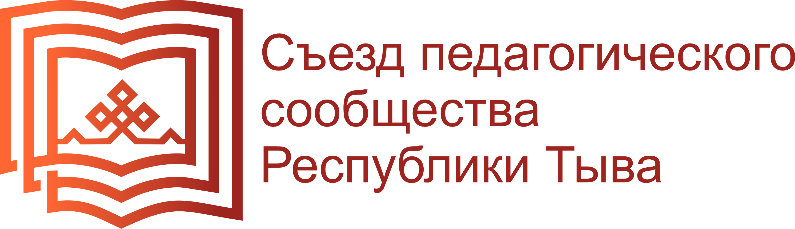 Съезд педагогического
сообщества
Республики Тыва